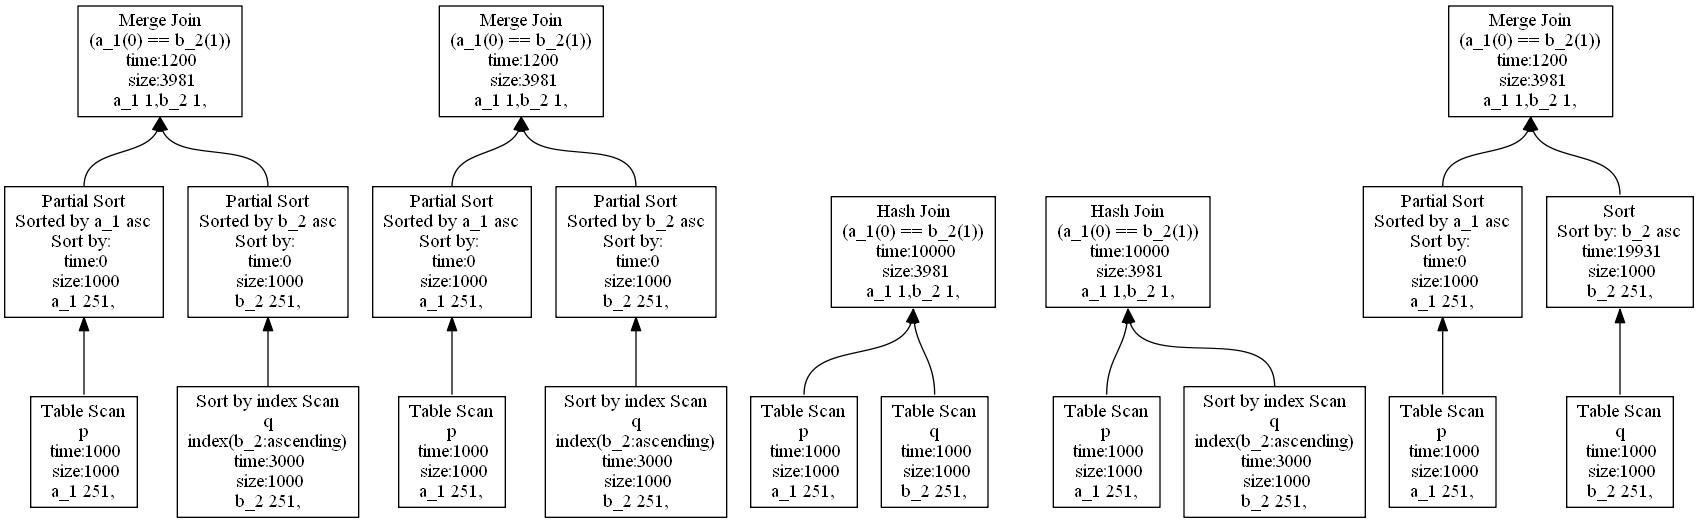 Merge Join
(a_1(0) == b_2(1))
time:1200
size:3981
a_1 1,b_2 1,
Partial Sort
Sorted by a_1 asc
Sort by:
time:0
size:1000
a_1 251,
Partial Sort
Sorted by b_2 asc
Sort by:
time:0
size:1000
b_2 251,
Table Scan
p
time:1000
size:1000
a_1 251,
Sort by index Scan
q
index(b_2:ascending)
time:3000
size:1000
b_2 251,
Merge Join
(a_1(0) == b_2(1))
time:1200
size:3981
a_1 1,b_2 1,
Partial Sort
Sorted by a_1 asc
Sort by:
time:0
size:1000
a_1 251,
Partial Sort
Sorted by b_2 asc
Sort by:
time:0
size:1000
b_2 251,
Table Scan
p
time:1000
size:1000
a_1 251,
Sort by index Scan
q
index(b_2:ascending)
time:3000
size:1000
b_2 251,
Hash Join
(a_1(0) == b_2(1))
time:10000
size:3981
a_1 1,b_2 1,
Table Scan
p
time:1000
size:1000
a_1 251,
Table Scan
q
time:1000
size:1000
b_2 251,
Hash Join
(a_1(0) == b_2(1))
time:10000
size:3981
a_1 1,b_2 1,
Table Scan
p
time:1000
size:1000
a_1 251,
Sort by index Scan
q
index(b_2:ascending)
time:3000
size:1000
b_2 251,
Merge Join
(a_1(0) == b_2(1))
time:1200
size:3981
a_1 1,b_2 1,
Partial Sort
Sorted by a_1 asc
Sort by:
time:0
size:1000
a_1 251,
Sort
Sort by: b_2 asc
time:19931
size:1000
b_2 251,
Table Scan
p
time:1000
size:1000
a_1 251,
Table Scan
q
time:1000
size:1000
b_2 251,